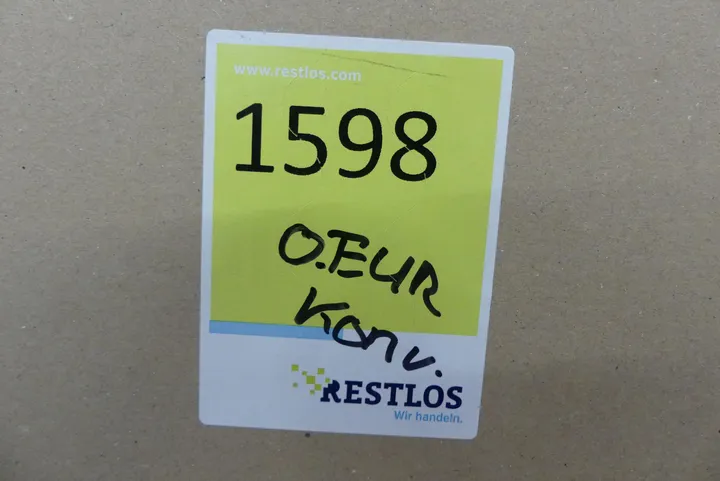 www.restlos.com
1598
O.EUR
Konv.
RESTLOS
Wir handeln.